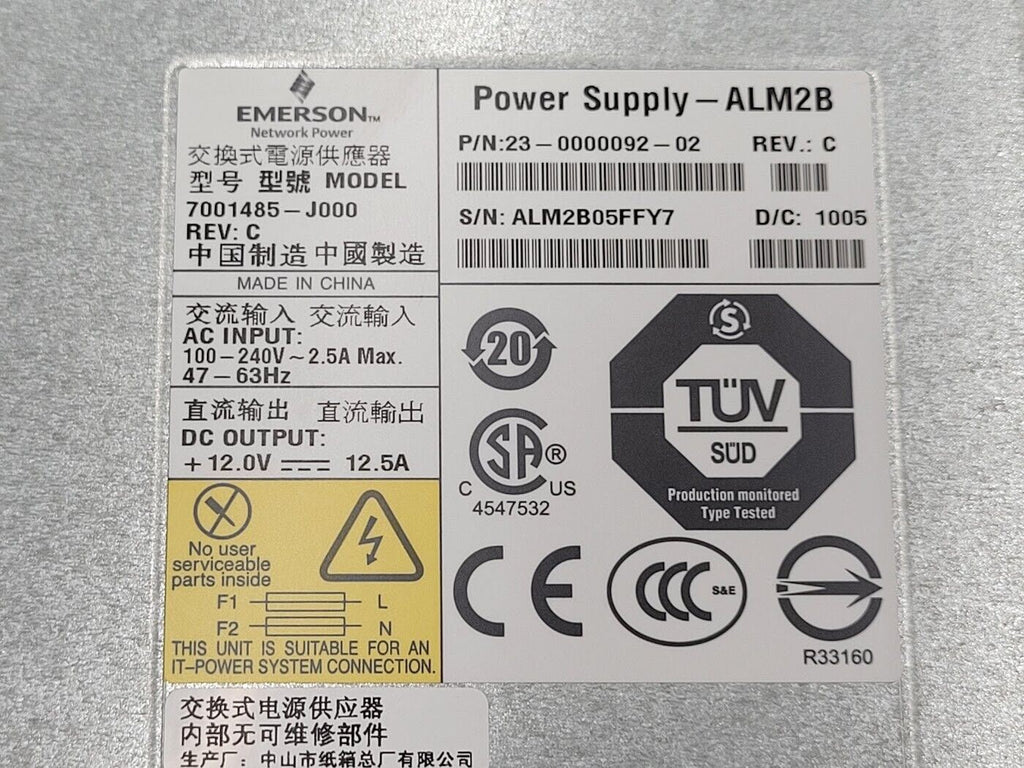 EMERSON™
Network Power
交換式電源供應器
型号 型號 MODEL
7001485-J000
REV: C
中国制造 中國製造
MADE IN CHINA
交流输入 交流輸入
AC INPUT:
100-240V~2.5A Max.
47-63Hz
直流输出 直流輸出
DC OUTPUT:
+12.0V ⎓ 12.5A
No user
serviceable
parts inside
F1 L
F2 N
THIS UNIT IS SUITABLE FOR AN
IT-POWER SYSTEM CONNECTION.
Power Supply-ALM2B
P/N:23-0000092-02 REV.: C
S/N: ALM2B05FFY7 D/C: 1005
20
S
TÜV
SÜD
Production monitored
Type Tested
SA®
C US
4547532
CE
CCC S&E
R33160
交换式电源供应器
内部无可维修部件
生产厂: 中山市纸箱总厂有限公司